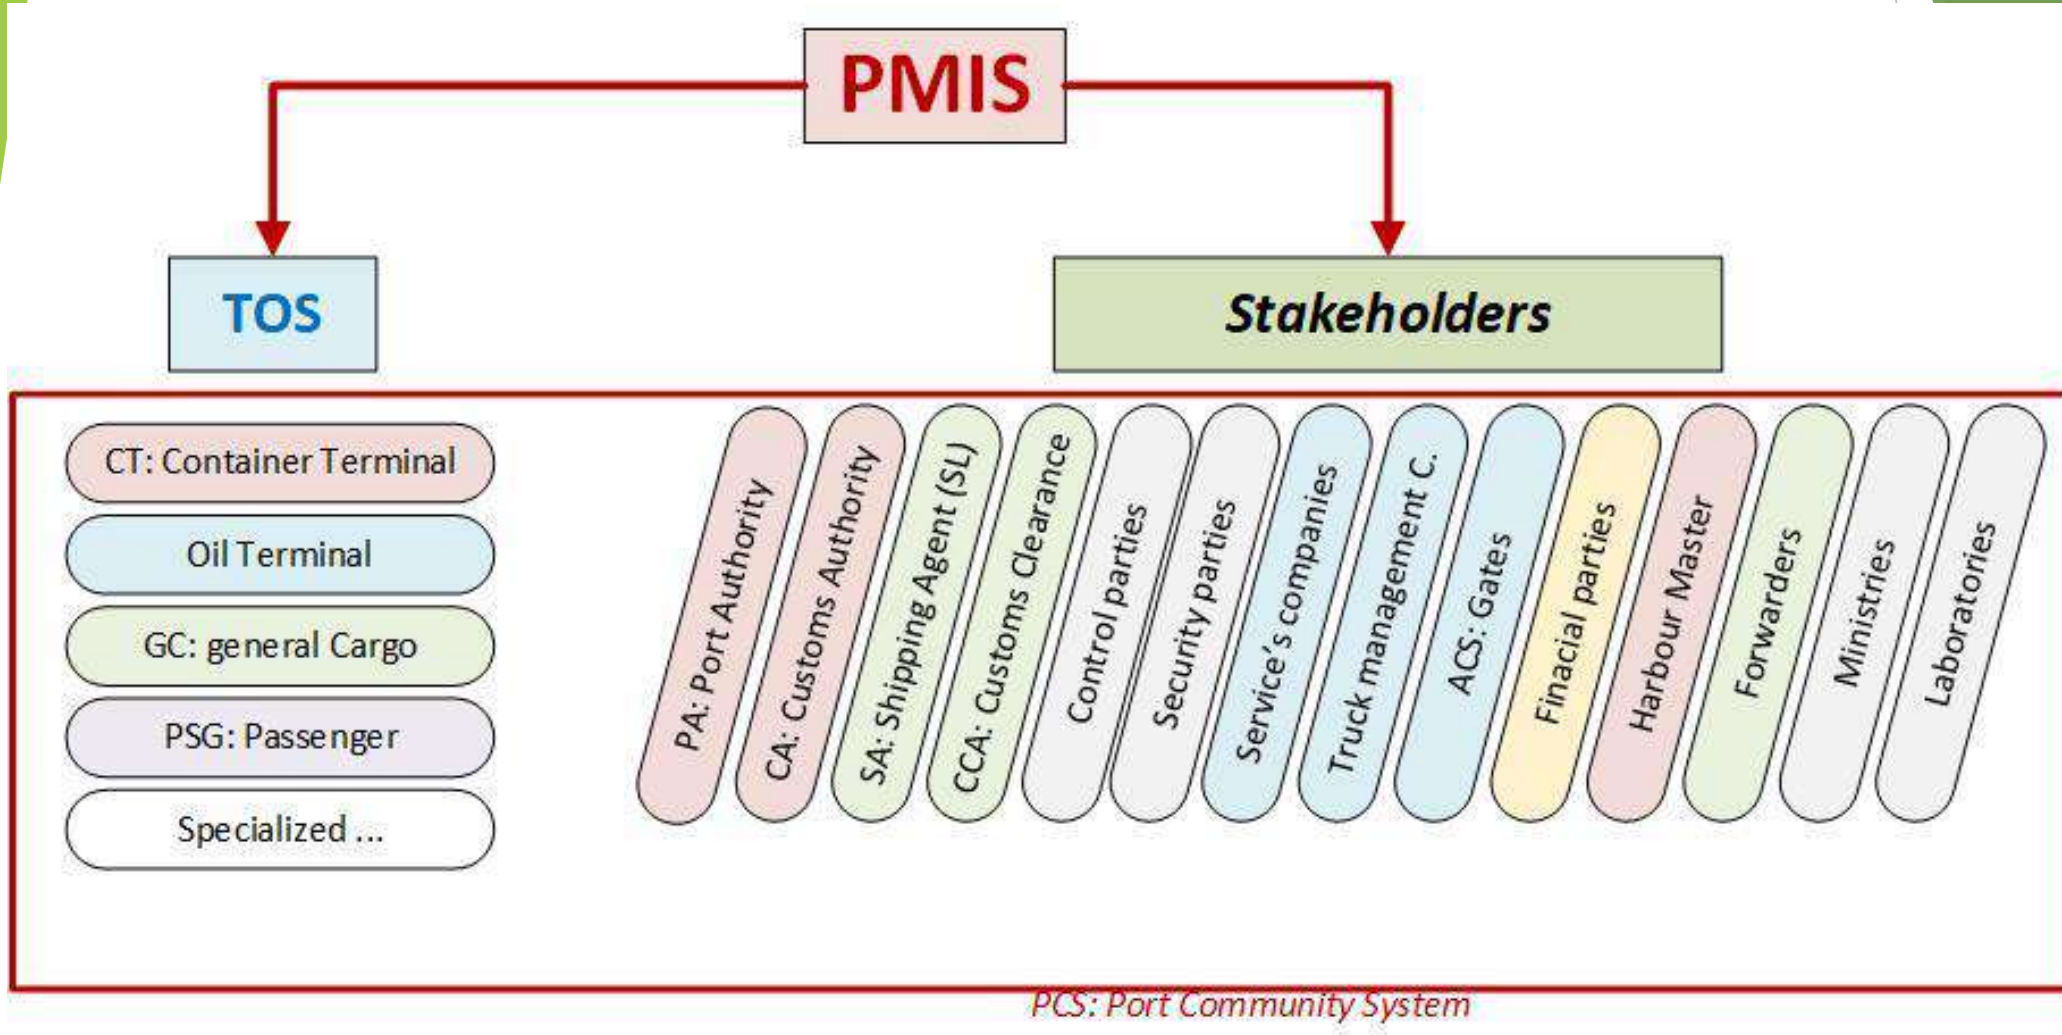 PMIS
TOS
Stakeholders
CT: Container Terminal
Oil Terminal
GC: general Cargo
PSG: Passenger
Specialized ...
PA: Port Authority
CA: Customs Authority
SA: Shipping Agent (SL)
CCA: Customs Clearance
Control parties
Security parties
Service's companies
Truck management C.
ACS: Gates
Finacial parties
Harbour Master
Forwarders
Ministries
Laboratories
PCS: Port Community System